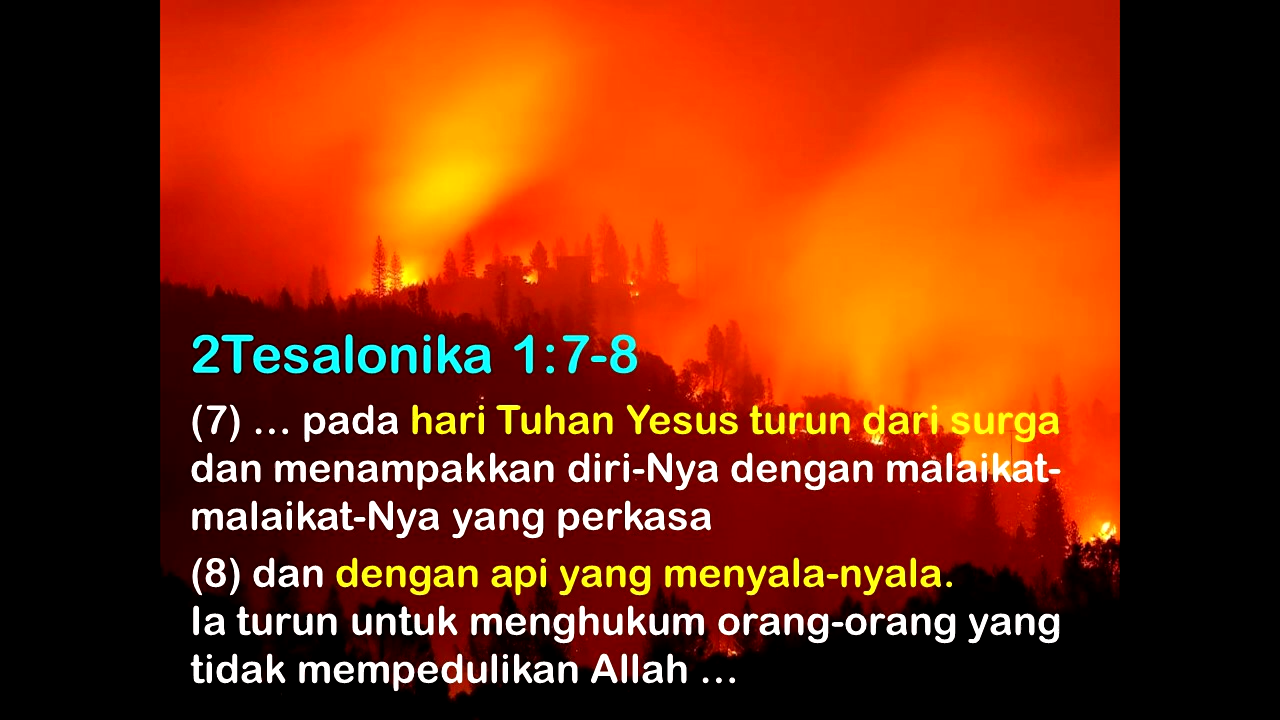 2Tesalonika 1:7-8
(7) … pada hari Tuhan Yesus turun dari surga
dan menampakkan diri-Nya dengan malaikat-
malaikat-Nya yang perkasa
(8) dan dengan api yang menyala-nyala.
Ia turun untuk menghukum orang-orang yang
tidak mempedulikan Allah …